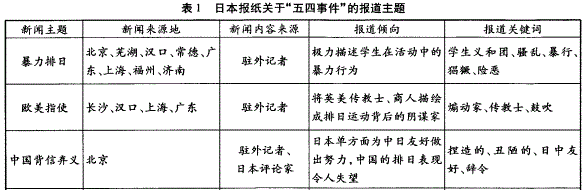 表 1 日本报纸关于“五四事件”的报道主题
新闻主题 新闻来源地 新闻内容来源 报道倾向 报道关键词
暴力排日 北京、芜湖、汉口、常德、广东、上海、福州、济南 驻外记者 极力描述学生在活动中的暴力行为 学生义和团、骚乱、暴行、猖獗、险恶
欧美指使 长沙、汉口、上海、广东 驻外记者 将英美传教士、商人描绘成排日运动背后的阴谋家 煽动家、传教士、鼓吹
中国背信弃义 北京 驻外记者、日本评论家 日本单方面为中日友好做出努力,中国的排日表现令人失望 捏造的、丑陋的、日中友好、辞令